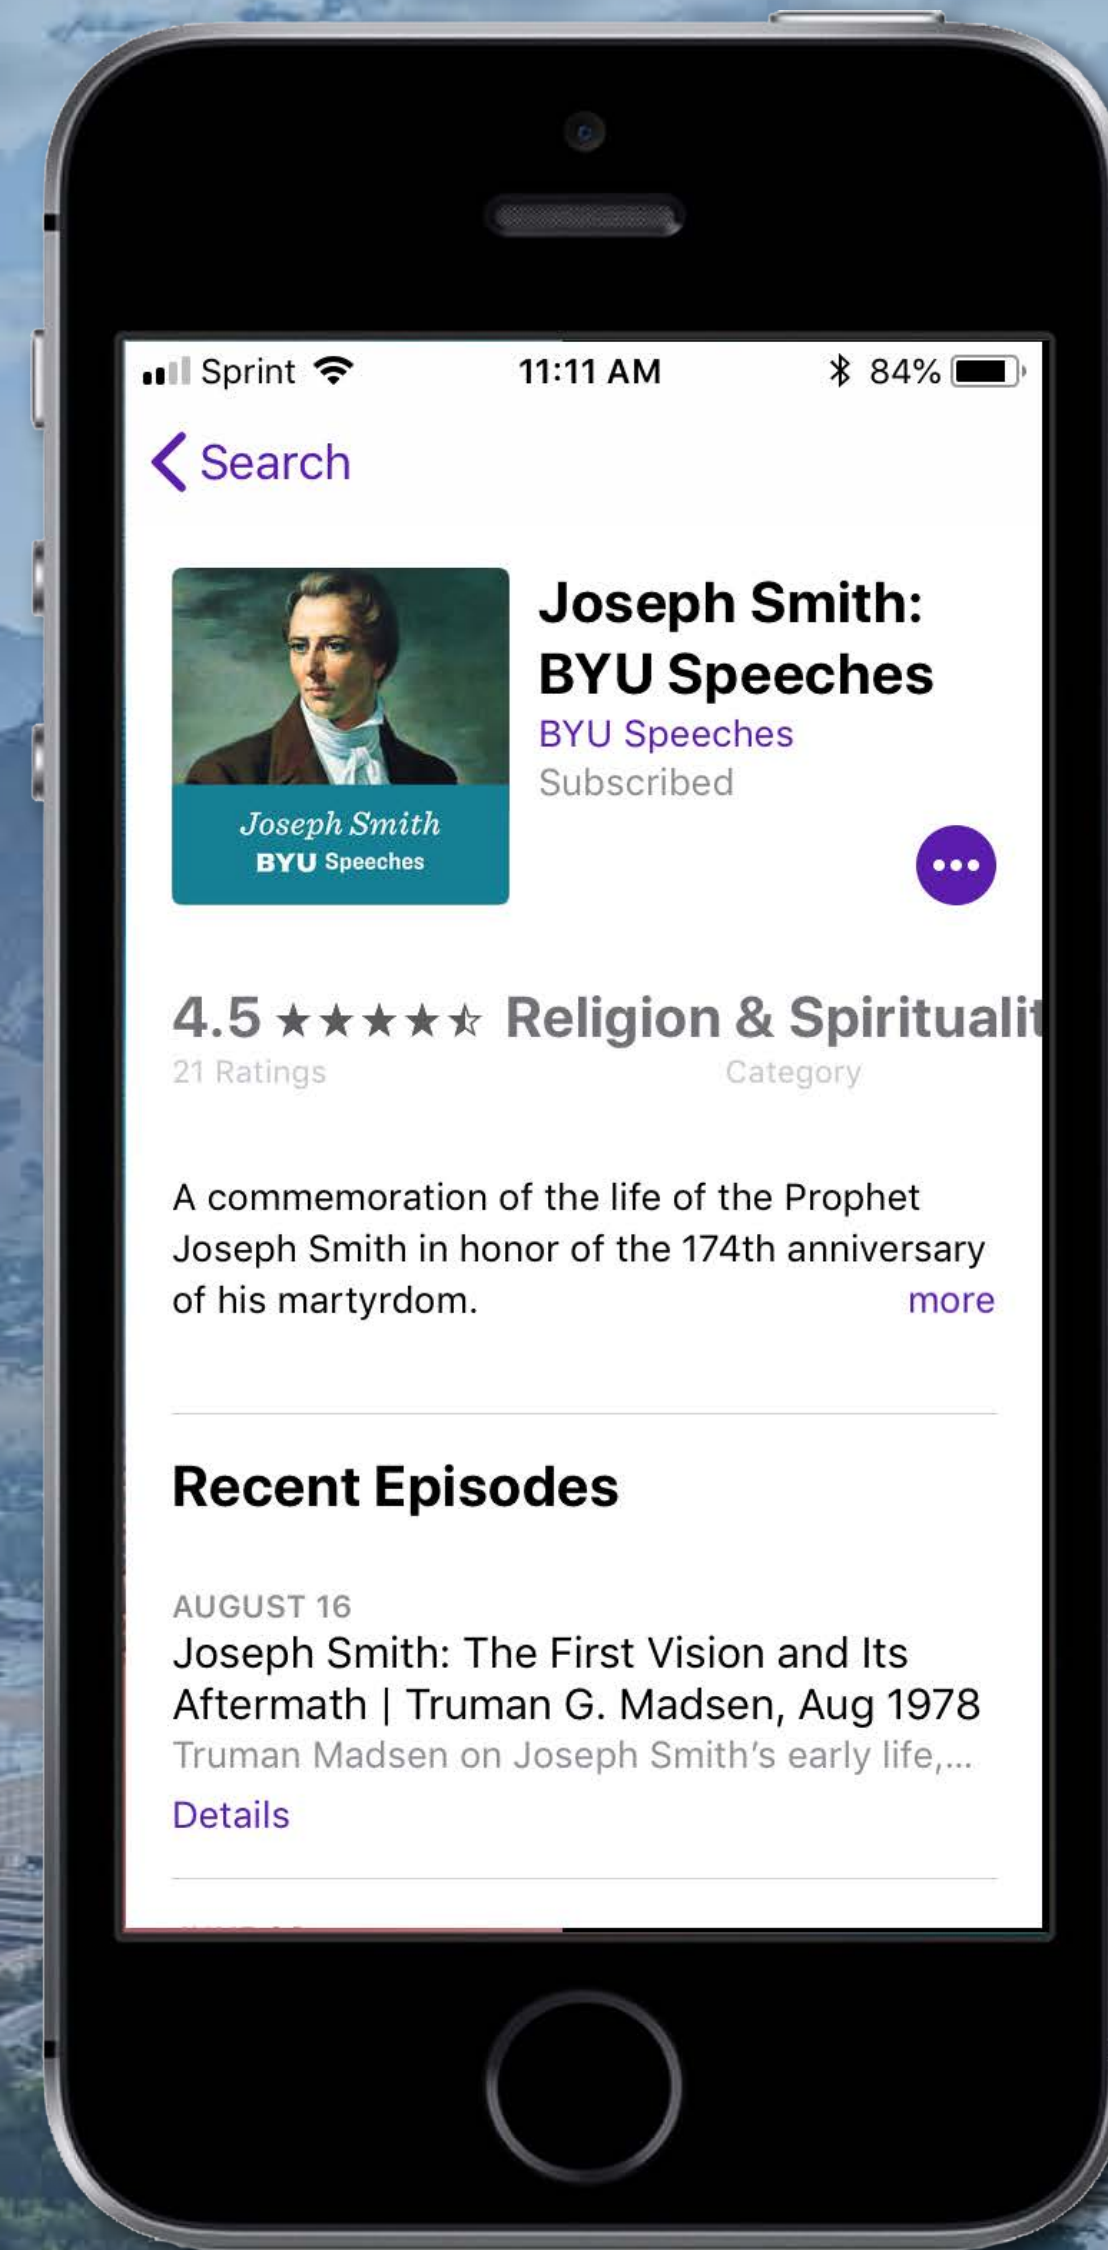 Sprint 11:11 AM 84%
Search
Joseph Smith:
BYU Speeches
BYU Speeches
Subscribed
Joseph Smith
BYU Speeches
4.5 Religion & Spiritualit
21 Ratings Category
A commemoration of the life of the Prophet
Joseph Smith in honor of the 174th anniversary
of his martyrdom. more
Recent Episodes
AUGUST 16
Joseph Smith: The First Vision and Its
Aftermath | Truman G. Madsen, Aug 1978
Truman Madsen on Joseph Smith’s early life,...
Details